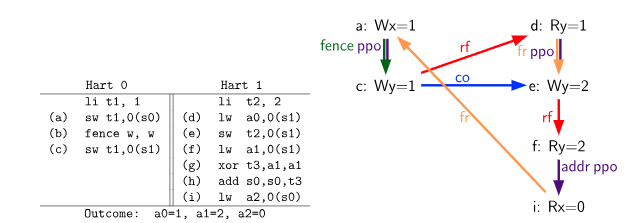 Hart 0 Hart 1
li t1, 1 li t2, 2
(a) sw t1,0(s0) (d) lw a0,0(s1)
(b) fence w, w (e) sw t2,0(s1)
(c) sw t1,0(s1) (f) lw a1,0(s1)
(g) xor t3,a1,a1
(h) add s0,s0,t3
(i) lw a2,0(s0)
Outcome: a0=1, a1=2, a2=0
a: Wx=1 d: Ry=1
fence ppo rf fr ppo
c: Wy=1 co e: Wy=2
fr rf
f: Ry=2
addr ppo
i: Rx=0